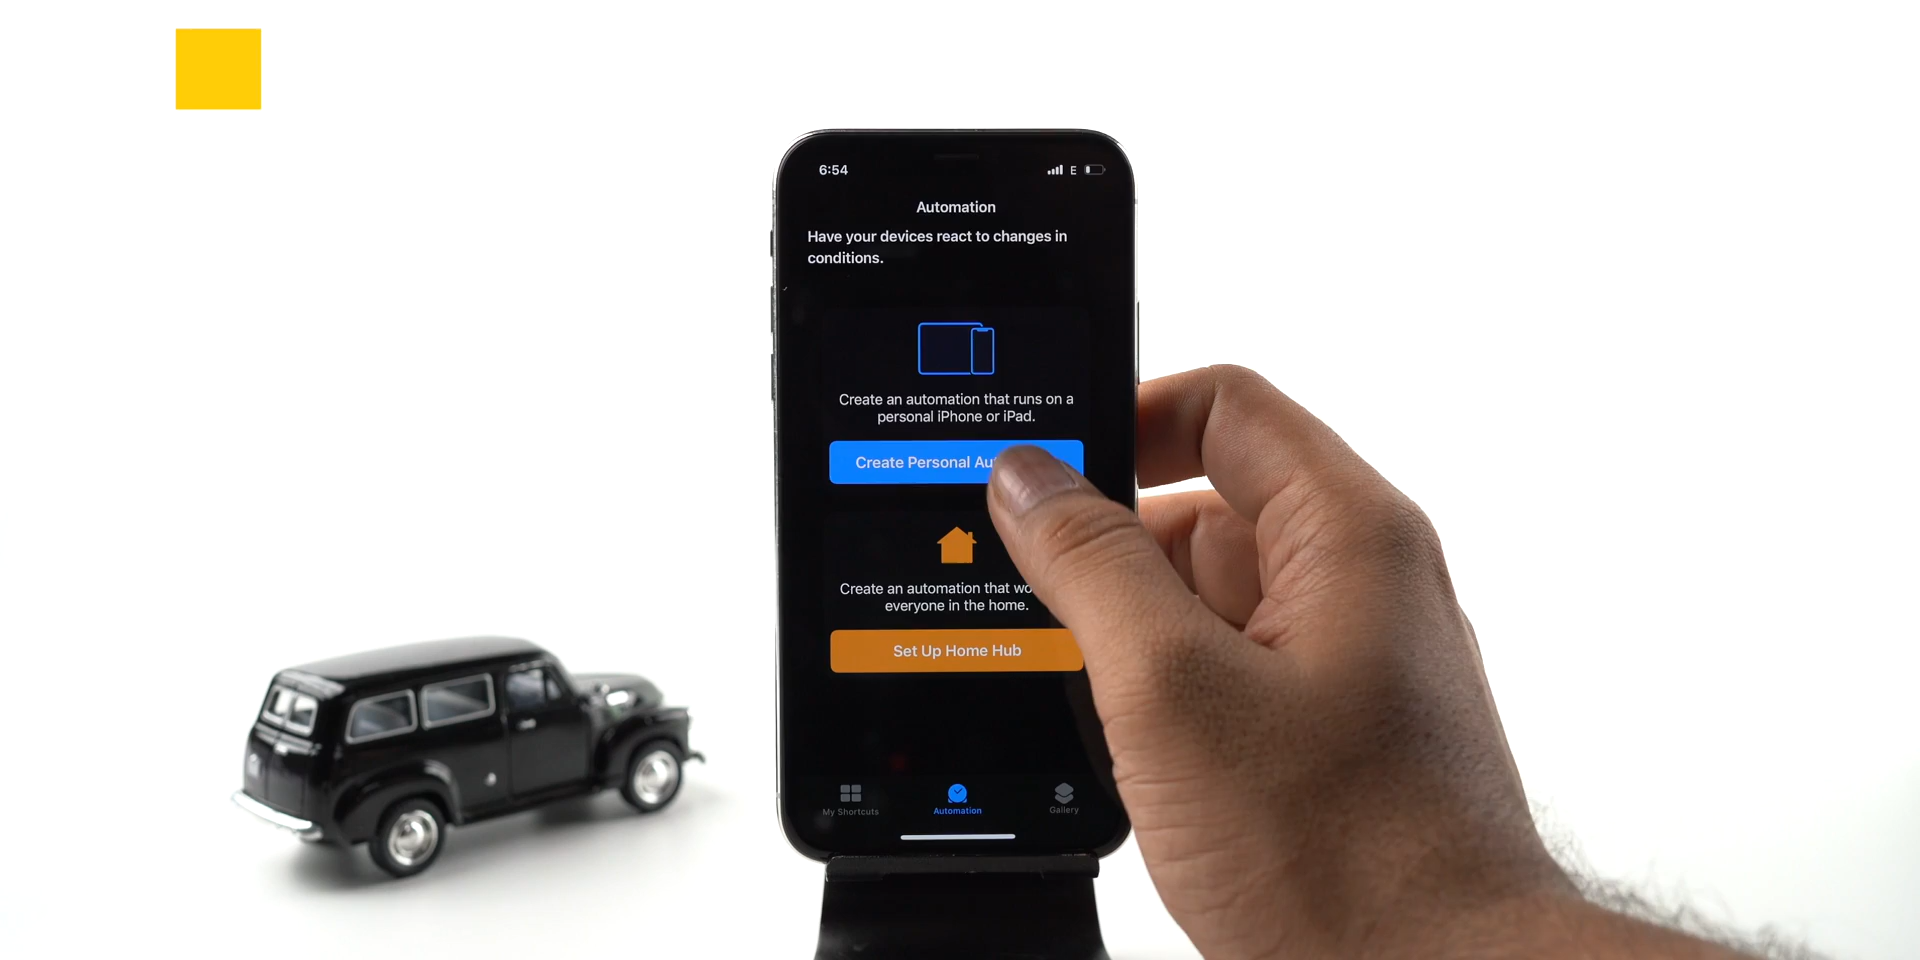 6:54
E
Automation
Have your devices react to changes in
conditions.
Create an automation that runs on a
personal iPhone or iPad.
Create Personal Au
Create an automation that wo
everyone in the home.
Set Up Home Hub
My Shortcuts
Automation
Gallery